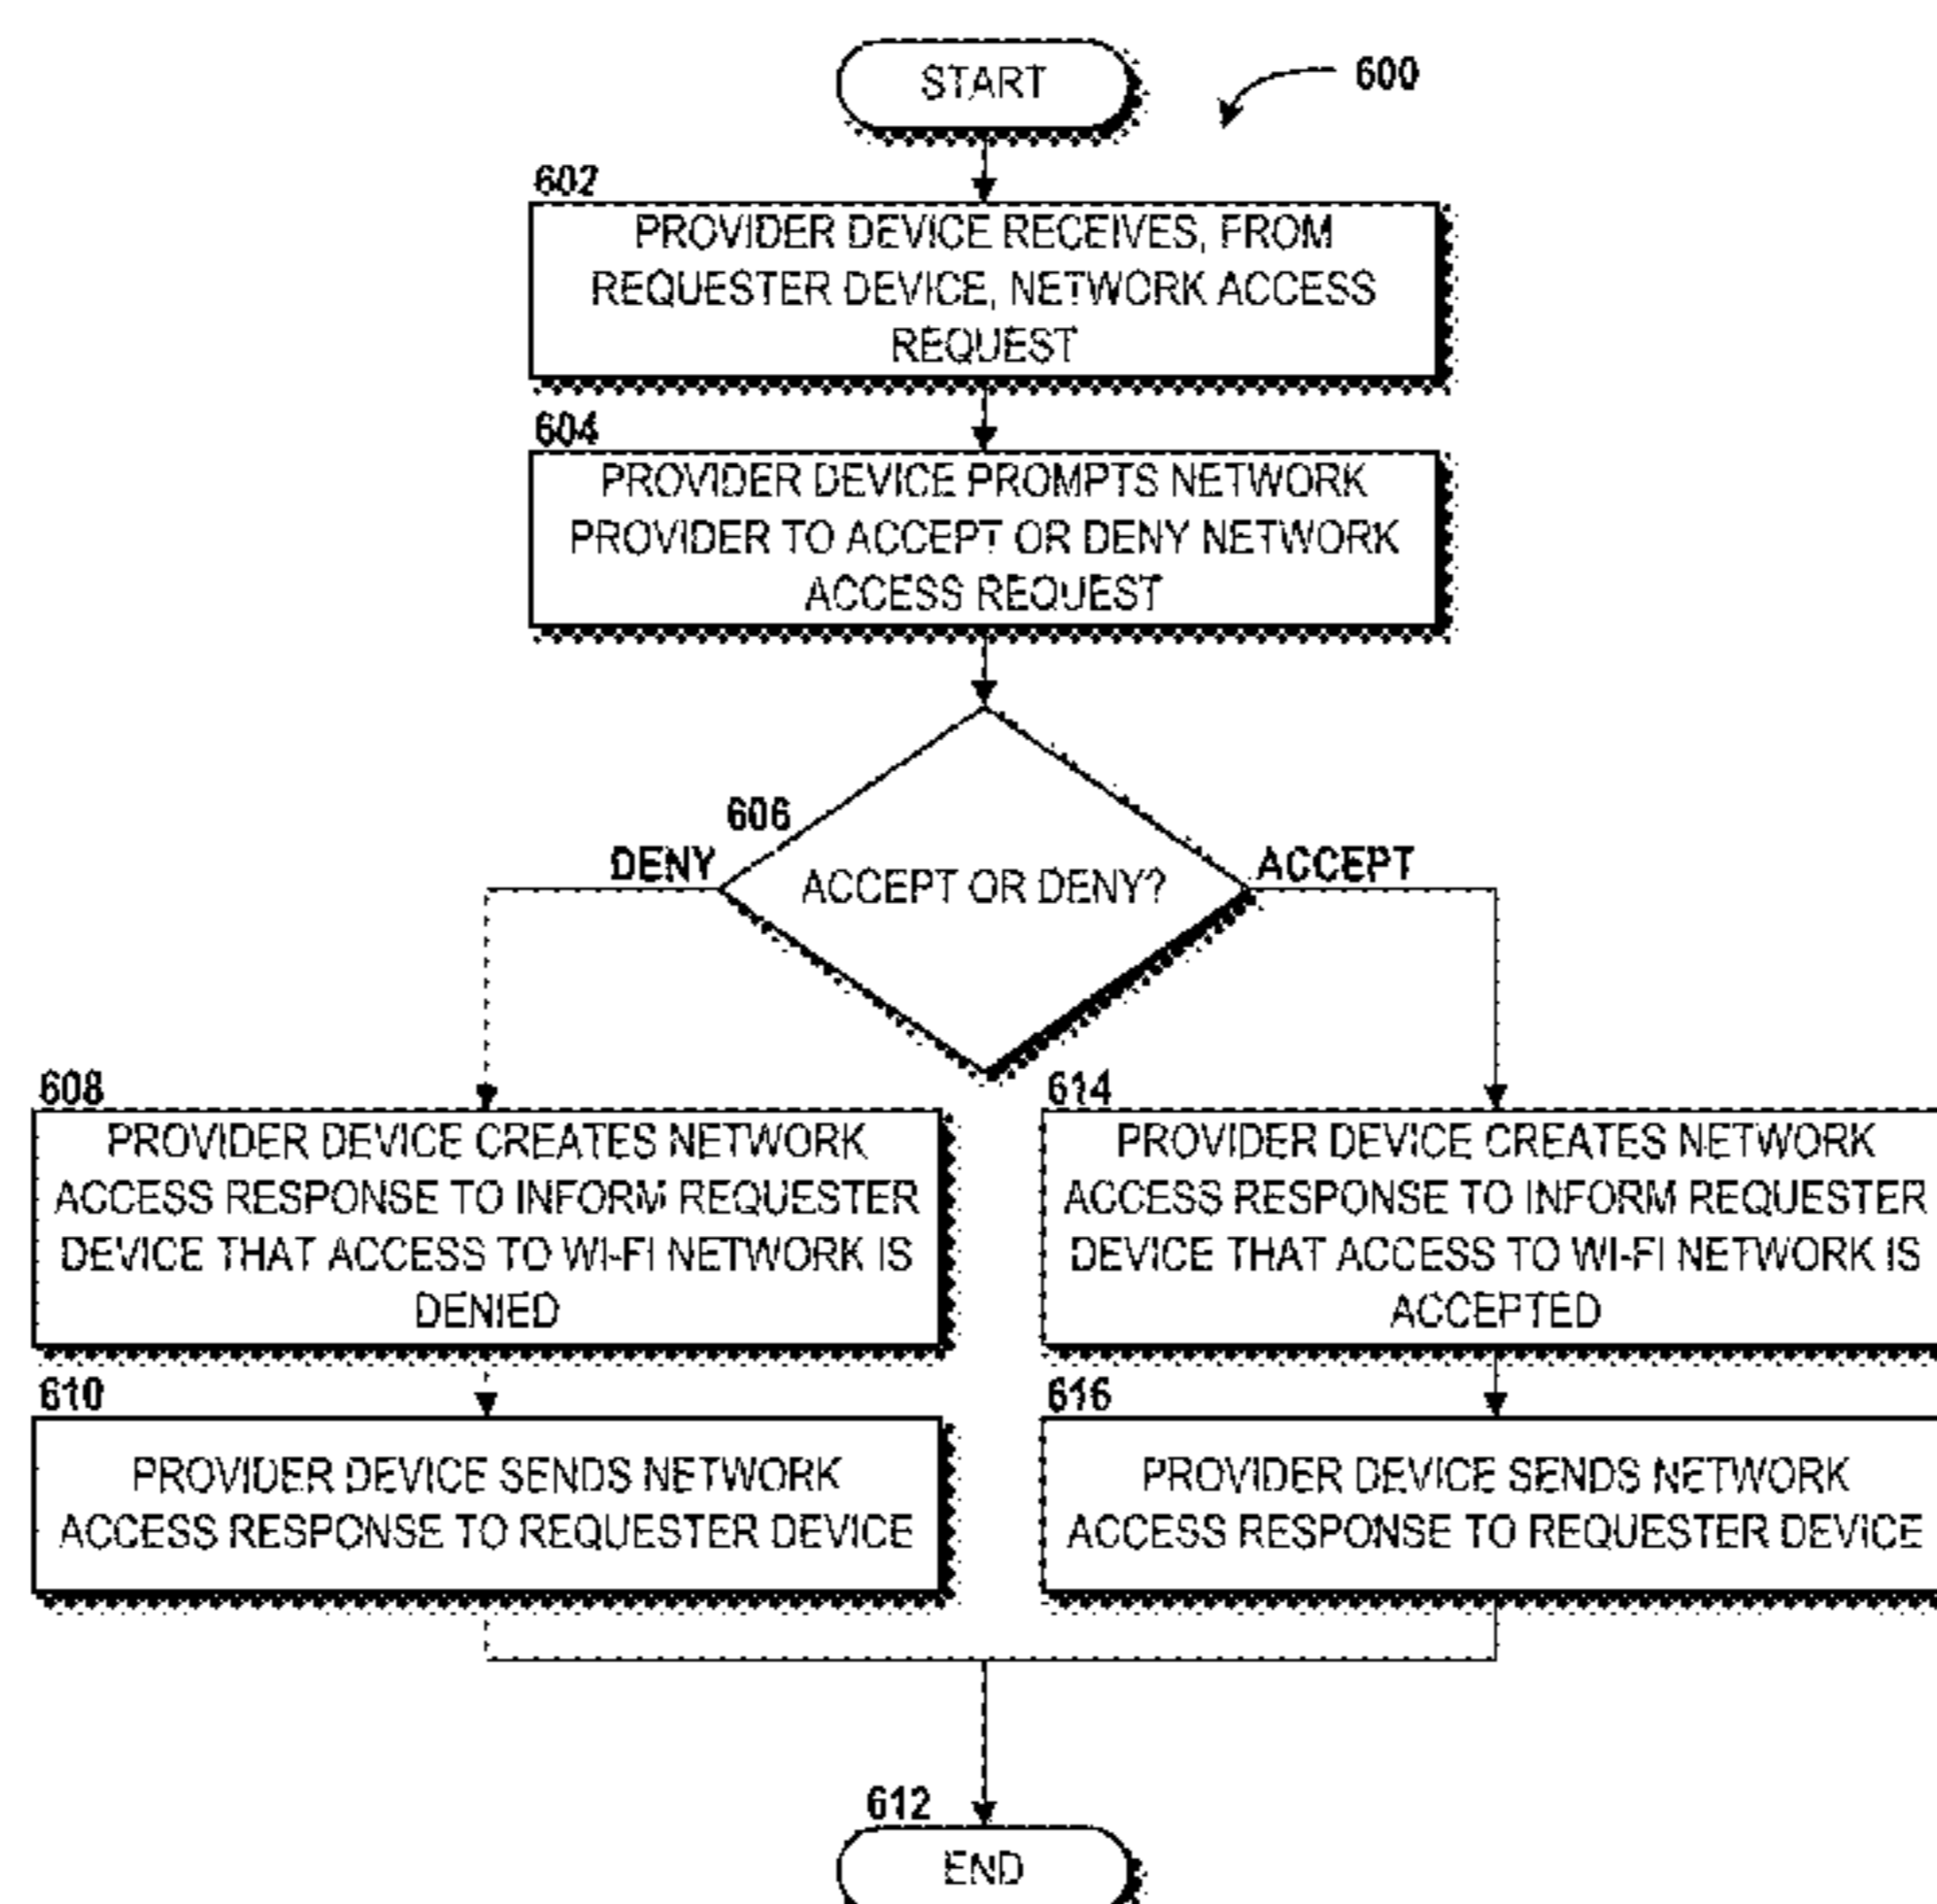 START
600
602
PROVIDER DEVICE RECEIVES, FROM
REQUESTER DEVICE, NETWORK ACCESS
REQUEST
604
PROVIDER DEVICE PROMPTS NETWORK
PROVIDER TO ACCEPT OR DENY NETWORK
ACCESS REQUEST
606
DENY
ACCEPT OR DENY?
ACCEPT
608
PROVIDER DEVICE CREATES NETWORK
ACCESS RESPONSE TO INFORM REQUESTER
DEVICE THAT ACCESS TO WI-FI NETWORK IS
DENIED
610
PROVIDER DEVICE SENDS NETWORK
ACCESS RESPONSE TO REQUESTER DEVICE
614
PROVIDER DEVICE CREATES NETWORK
ACCESS RESPONSE TO INFORM REQUESTER
DEVICE THAT ACCESS TO WI-FI NETWORK IS
ACCEPTED
616
PROVIDER DEVICE SENDS NETWORK
ACCESS RESPONSE TO REQUESTER DEVICE
612
END